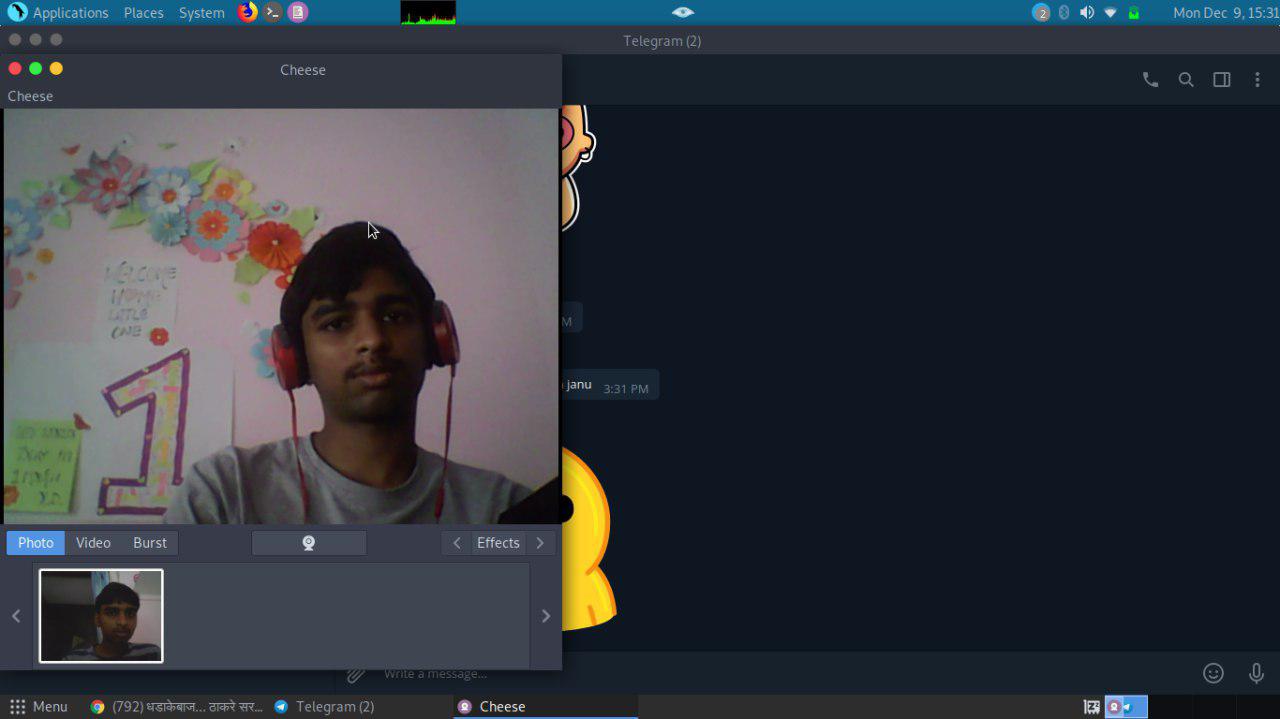 Applications Places System
2
Mon Dec 9, 15:31
Telegram (2)
Cheese
Cheese
WELCOME
HOME
LITTLE
ONE
1
M
janu 3:31 PM
Photo Video Burst
Effects
Write a message...
Menu
(792) धडाकेबाज... ठाकरे सर...
Telegram (2)
Cheese